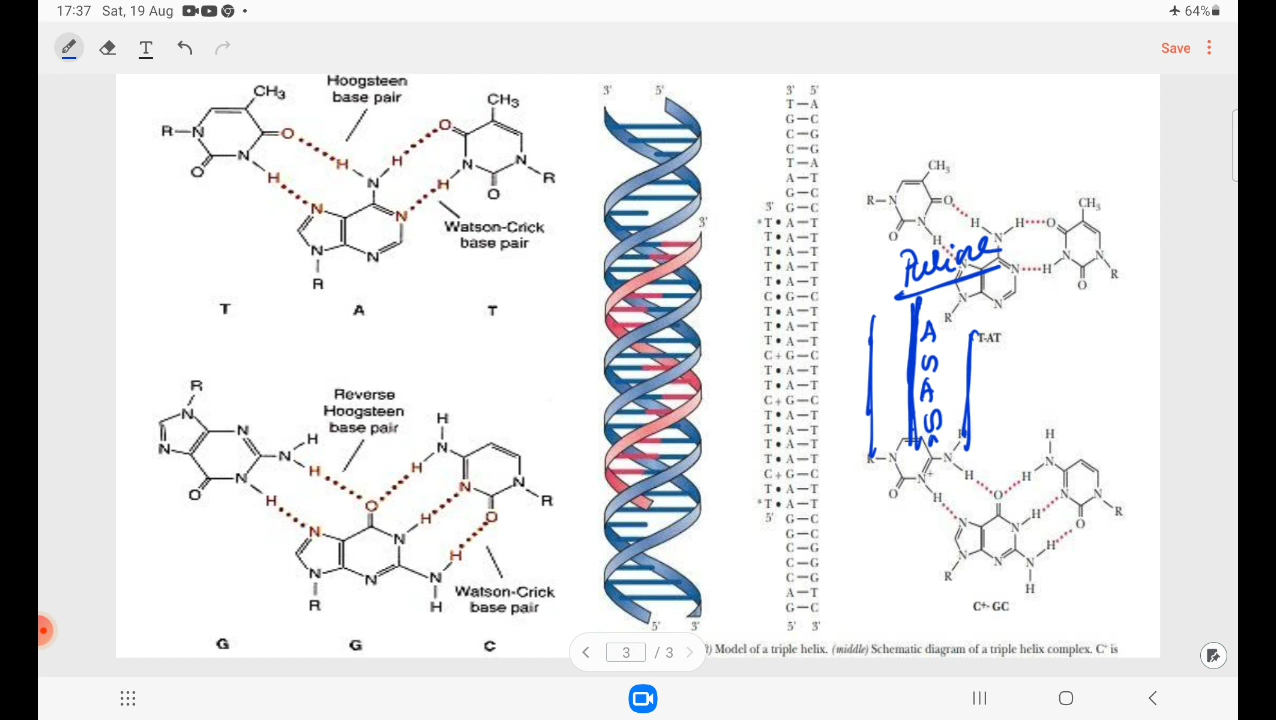 17:37 Sat, 19 Aug
64%
T
Save
Hoogsteen
base pair
CH3
CH3
R
N
O
O
H
H
N
O
H
N
H
N
N
O
R
N
N
N
N
R
Watson-Crick
base pair
T A T
R
N
N
N
N
H
N
H
O
H
Reverse
Hoogsteen
base pair
H
N
H
O
N
N
R
O
N
N
H
N
N
H
N
H
R
Watson-Crick
base pair
G G C
3' 5'
3'
5' 3'
3' 5'
T—A
G—C
C—G
C—G
T—A
A—T
G—C
3' G—C
*T•A—T
T•A—T
T•A—T
T•A—T
T•A—T
C•G—C
T•A—T
T•A—T
T•A—T
C+G—C
T•A—T
T•A—T
C+G—C
T•A—T
T•A—T
T•A—T
T•A—T
C+G—C
T•A—T
*T•A—T
5' G—C
G—C
C—G
C—G
C—G
A—T
G—C
5' 3'
CH3
R
N
O
O
N
H
H
H
N
O
CH3
N
H
N
N
O
R
N
N
R
T-AT
A
G
A
G
R
N
O
N
N+
H
H
O
H
N
H
N
N
O
R
N
N
H
N
N
H
H
R
C+-GC
3 / 3
Model of a triple helix. (middle) Schematic diagram of a triple helix complex. C+ is